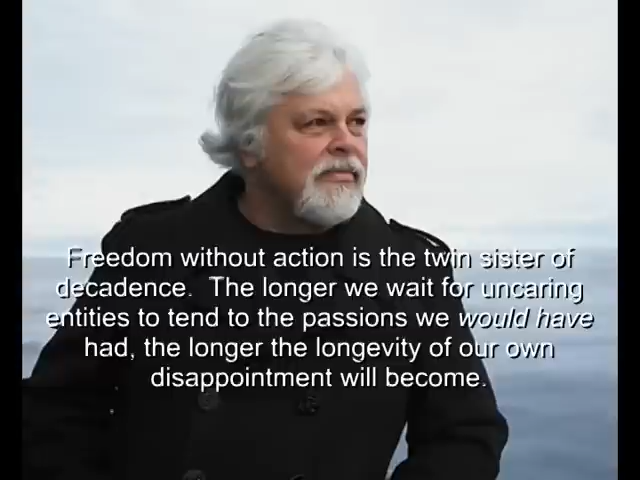 Freedom without action is the twin sister of
decadence.  The longer we wait for uncaring
entities to tend to the passions we would have
had, the longer the longevity of our own
disappointment will become.